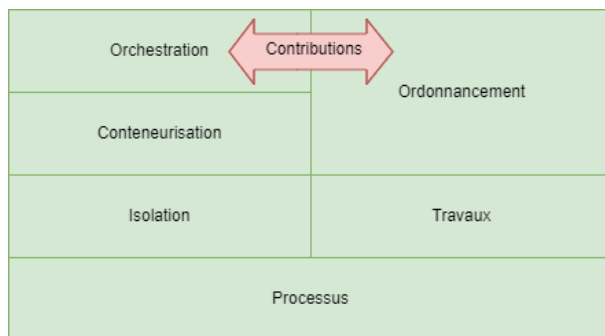 Orchestration
Contributions
Ordonnancement
Conteneurisation
Isolation
Travaux
Processus